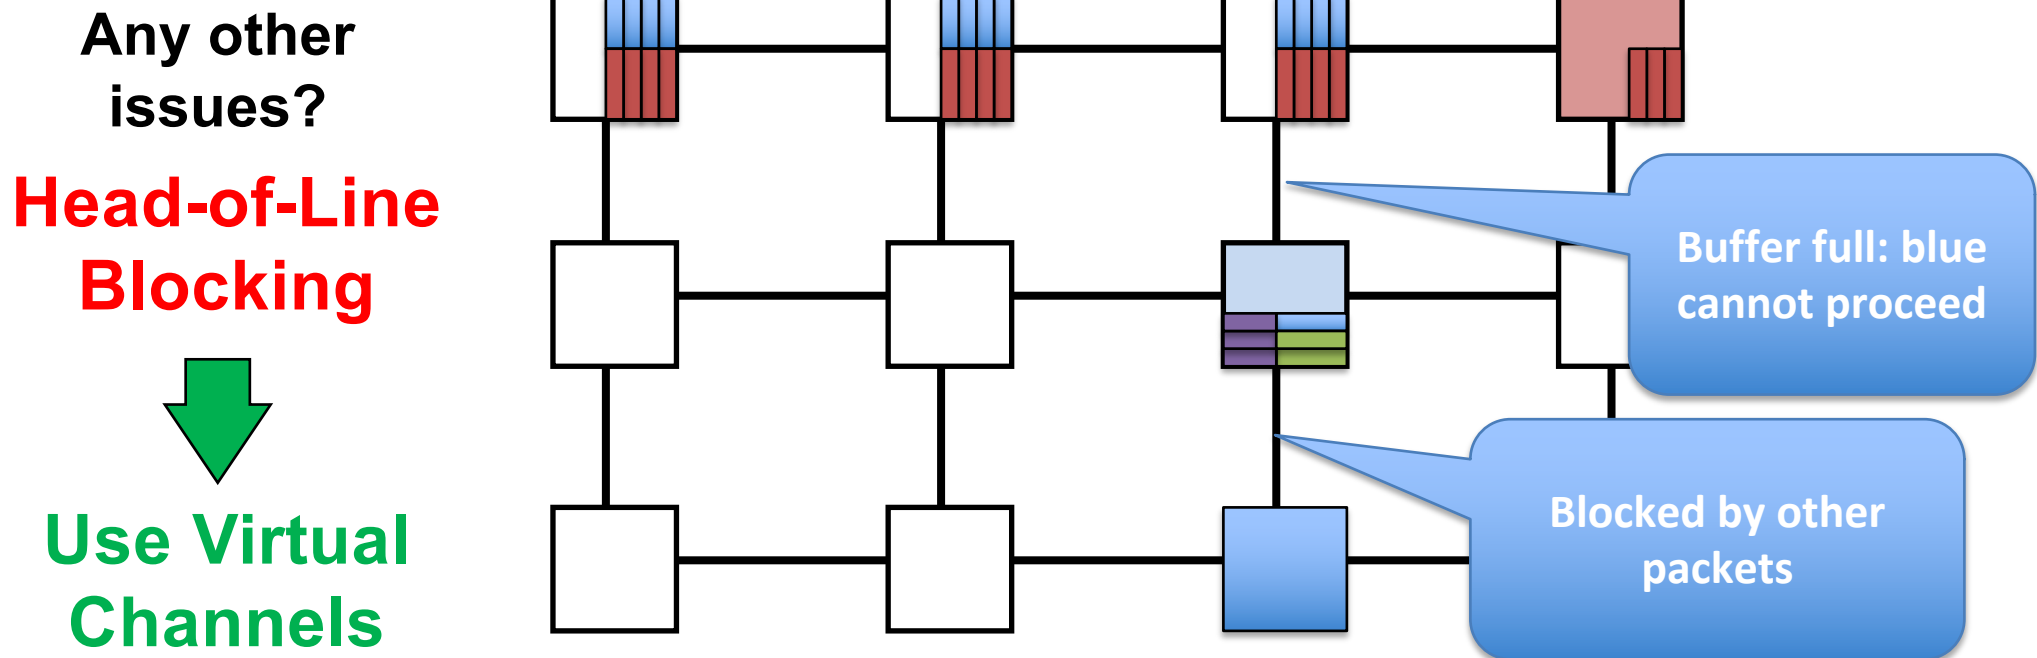 Any other
issues?
Head-of-Line
Blocking
Use Virtual
Channels
Buffer full: blue
cannot proceed
Blocked by other
packets